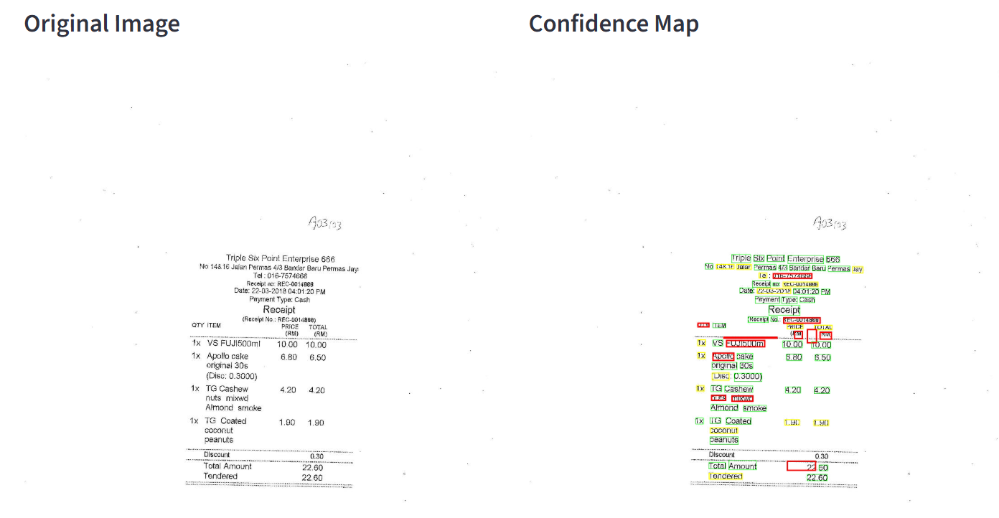 Original Image
Confidence Map
A03/03
Triple Six Point Enterprise 666
No 14&16 Jalan Permas 4/3 Bandar Baru Permas Jay
Tel : 016-7574666
Receipt no: REC-0014886
Date: 22-03-2018 04:01:20 PM
Payment Type: Cash
Receipt
(Receipt No.: REC-0014886)
QTY ITEM PRICE TOTAL
(RM) (RM)
1x VS FUJI500ml 10.00 10.00
1x Apollo cake 6.80 6.50
original 30s
(Disc: 0.3000)
1x TG Cashew 4.20 4.20
nuts mixwd
Almond smoke
1x TG Coated 1.90 1.90
coconut
peanuts
Discount 0.30
Total Amount 22.60
Tendered 22.60
A03/03
Triple Six Point Enterprise 666
No 14&16 Jalan Permas 4/3 Bandar Baru Permas Jay
Tel : 016-7574666
Receipt no: REC-0014886
Date: 22-03-2018 04:01:20 PM
Payment Type: Cash
Receipt
(Receipt No.: REC-0014886)
QTY ITEM PRICE TOTAL
(RM) (RM)
1x VS FUJI500ml 10.00 10.00
1x Apollo cake 6.80 6.50
original 30s
(Disc: 0.3000)
1x TG Cashew 4.20 4.20
nuts mixwd
Almond smoke
1x TG Coated 1.90 1.90
coconut
peanuts
Discount 0.30
Total Amount 22.60
Tendered 22.60